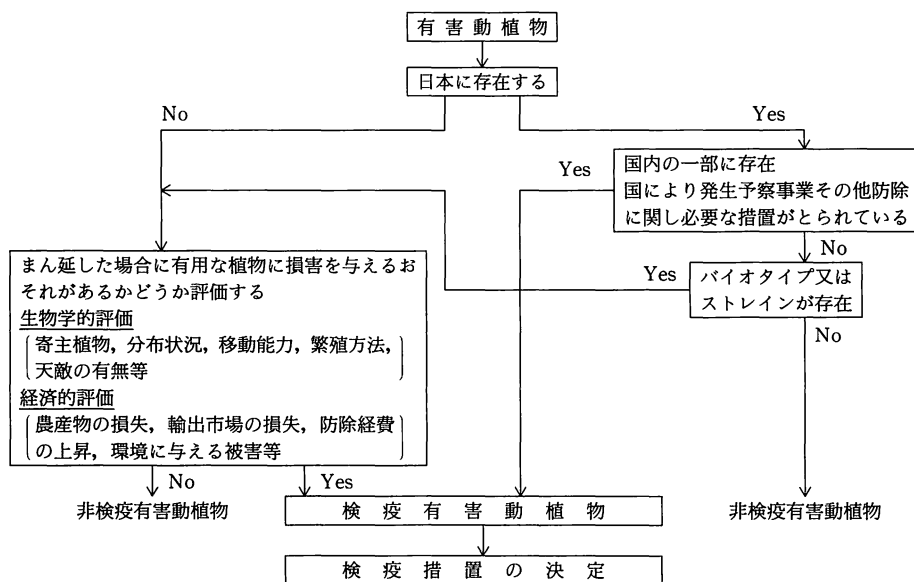 有害動植物
日本に存在する
No
Yes
Yes
国内の一部に存在
国により発生予察事業その他防除
に関し必要な措置がとられている
No
まん延した場合に有用な植物に損害を与えるお
それがあるかどうか評価する
生物学的評価
寄主植物，分布状況，移動能力，繁殖方法，
天敵の有無等
経済的評価
農産物の損失，輸出市場の損失，防除経費
の上昇，環境に与える被害等
Yes
バイオタイプ又は
ストレインが存在
No
No
Yes
非検疫有害動植物
検疫有害動植物
非検疫有害動植物
検疫措置の決定